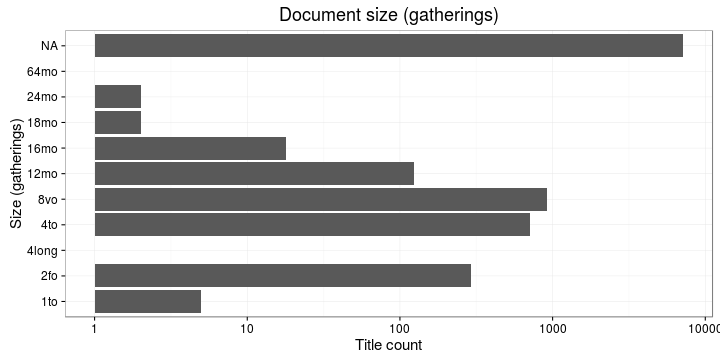 Document size (gatherings)
Size (gatherings)
NA
64mo
24mo
18mo
16mo
12mo
8vo
4to
4long
2fo
1to
1 10 100 1000 10000
Title count